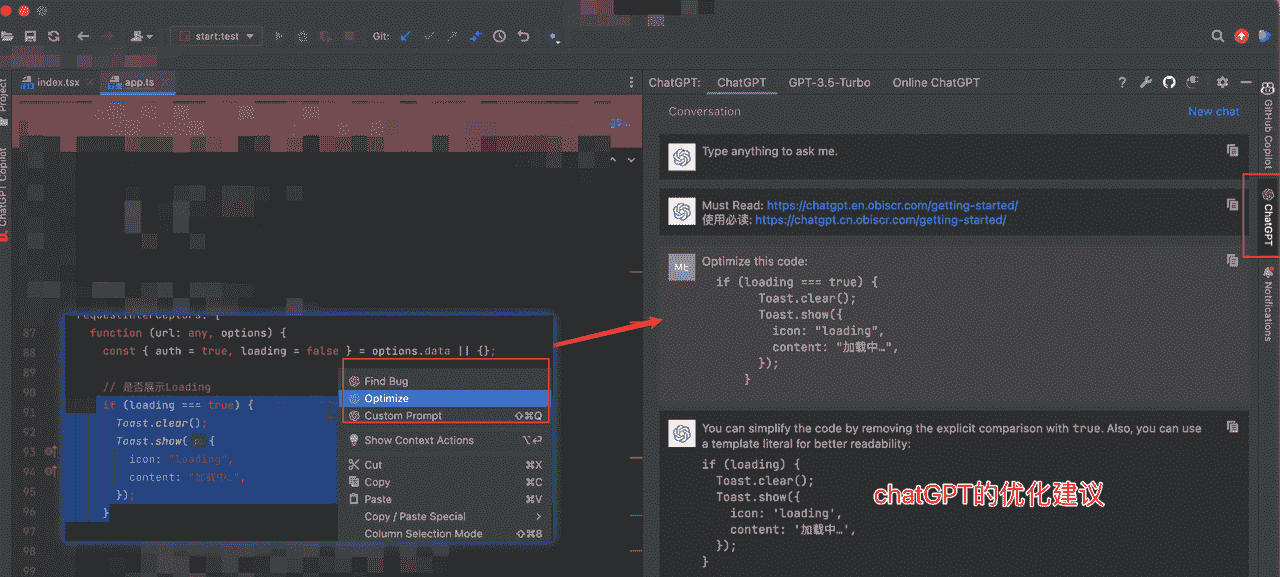 start:test
Git:
index.tsx
app.ts
Project
ChatGPT Copilot
87
88
89
90
91
92
93
94
95
96
97
98
99
requestInterceptors: {
function (url: any, options) {
const { auth = true, loading = false } = options.data || {};
// 是否展示Loading
if (loading === true) {
Toast.clear();
Toast.show({
icon: "loading",
content: "加载中…",
});
}
Find Bug
Optimize
Custom Prompt ⇧⌘Q
Show Context Actions ⌥⏎
Cut ⌘X
Copy ⌘C
Paste ⌘V
Copy / Paste Special
Column Selection Mode ⇧⌘8
ChatGPT: ChatGPT GPT-3.5-Turbo Online ChatGPT
Conversation New chat
Type anything to ask me.
Must Read: https://chatgpt.en.obiscr.com/getting-started/
使用必读: https://chatgpt.cn.obiscr.com/getting-started/
ME
Optimize this code:
if (loading === true) {
Toast.clear();
Toast.show({
icon: "loading",
content: "加载中…",
});
}
You can simplify the code by removing the explicit comparison with true. Also, you can use
a template literal for better readability:
if (loading) {
Toast.clear();
Toast.show({
icon: 'loading',
content: '加载中…',
});
}
chatGPT的优化建议
GitHub Copilot
ChatGPT
Notifications